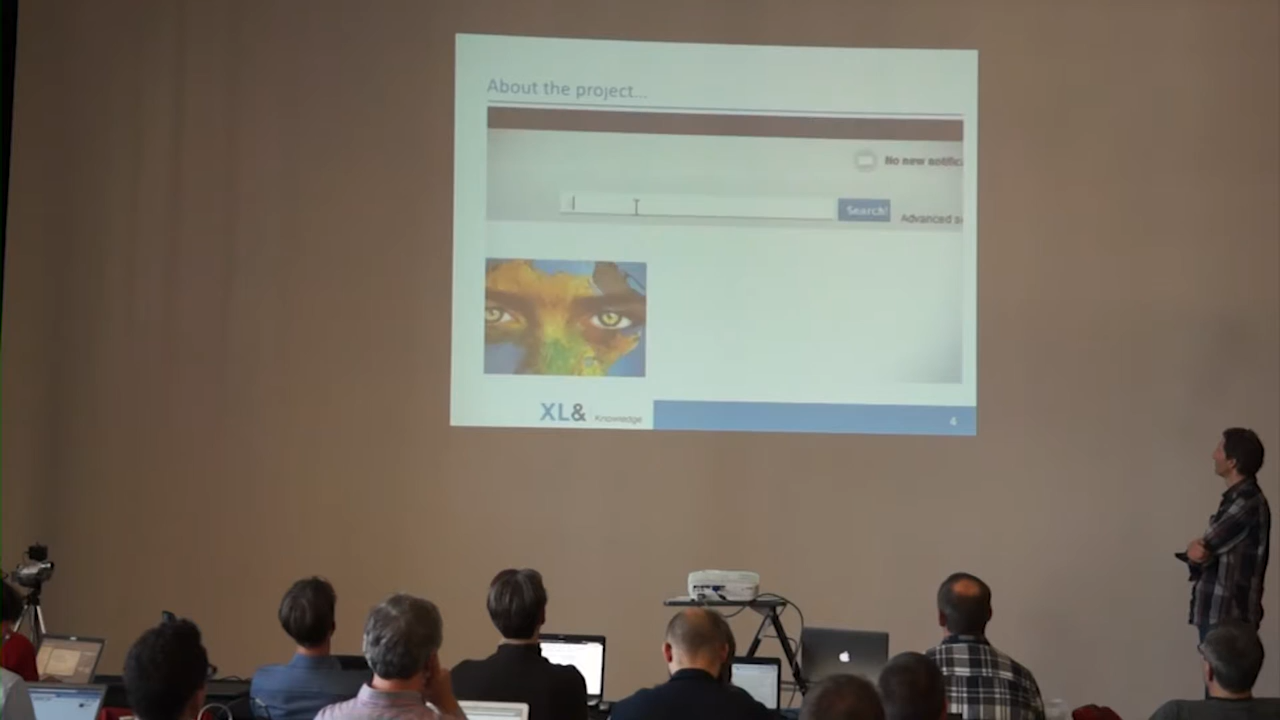 About the project...
No new notific
Search!
Advanced s
XL& Knowledge
4